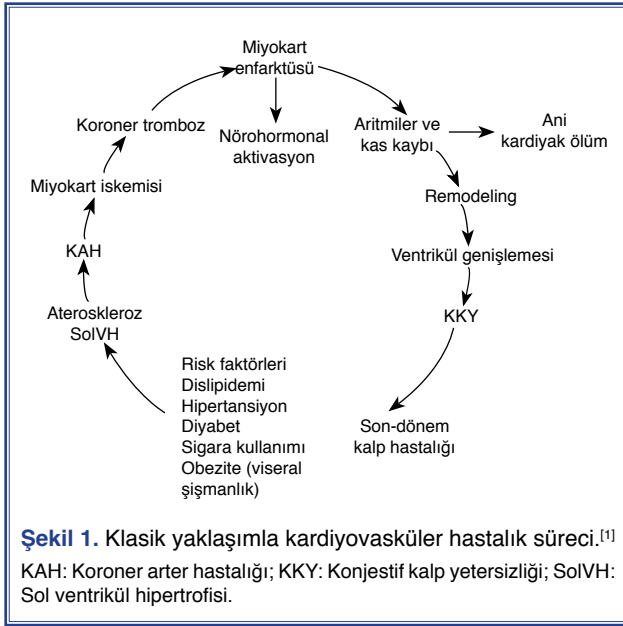 Miyokart
enfarktüsü
Koroner tromboz
Nörohormonal
aktivasyon
Aritmiler ve
kas kaybı
Ani
kardiyak ölüm
Miyokart iskemisi
Remodeling
KAH
Ventrikül genişlemesi
Ateroskleroz
SolVH
KKY
Risk faktörleri
Dislipidemi
Hipertansiyon
Diyabet
Sigara kullanımı
Obezite (viseral
şişmanlık)
Son-dönem
kalp hastalığı
Şekil 1. Klasik yaklaşımla kardiyovasküler hastalık süreci.[1]
KAH: Koroner arter hastalığı; KKY: Konjestif kalp yetersizliği; SolVH:
Sol ventrikül hipertrofisi.